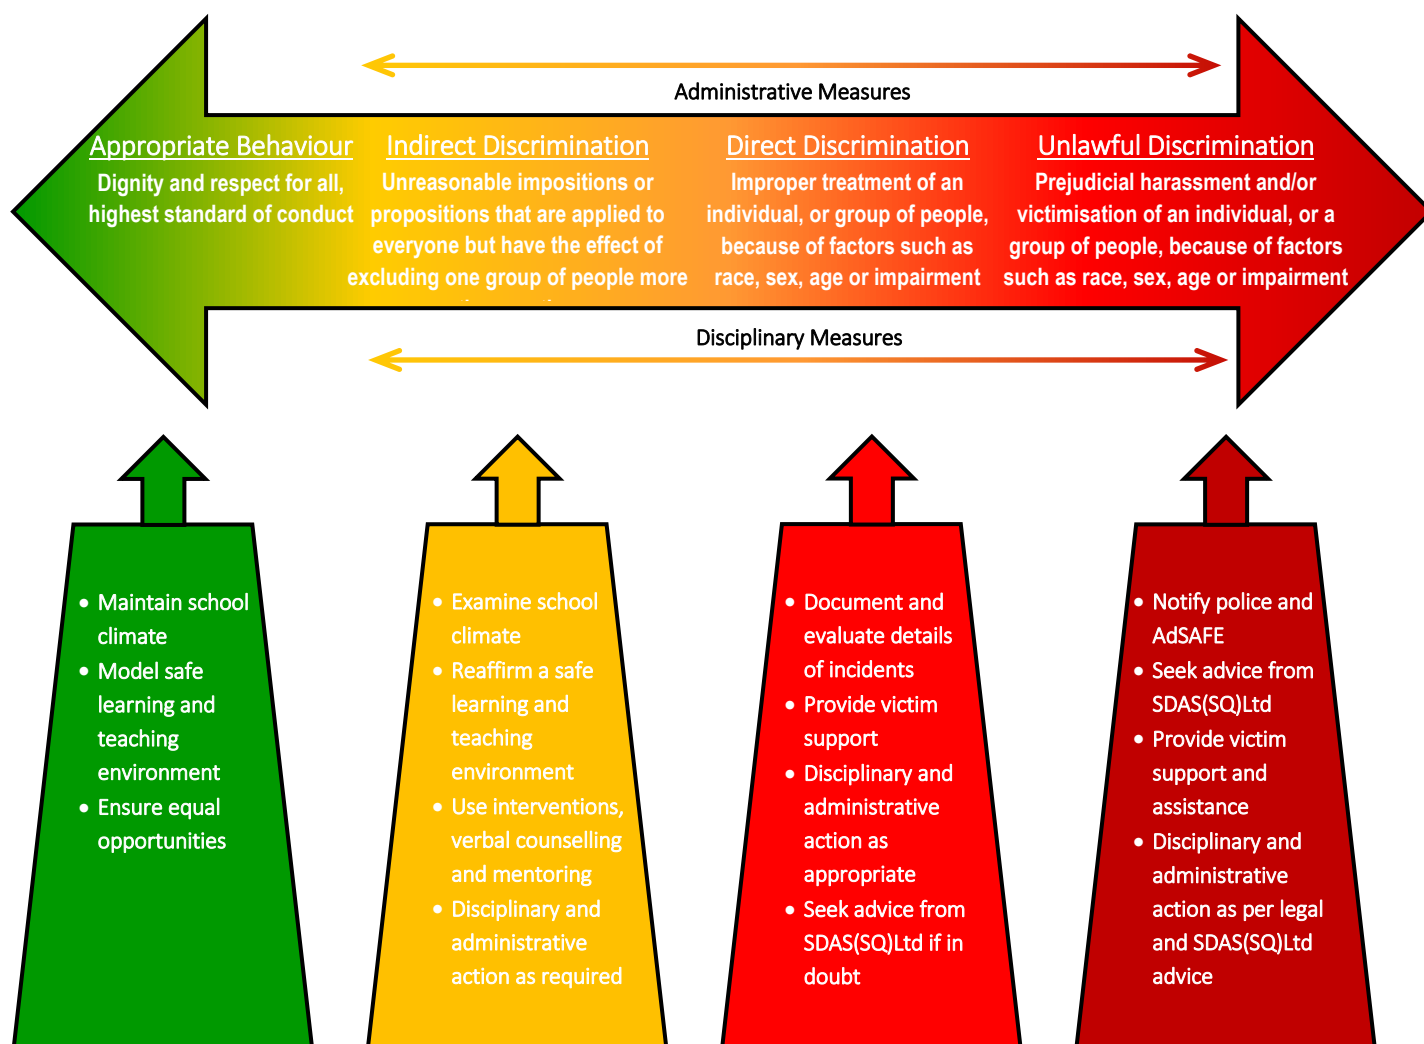 Administrative Measures
Appropriate Behaviour
Dignity and respect for all,
highest standard of conduct
Indirect Discrimination
Unreasonable impositions or
propositions that are applied to
everyone but have the effect of
excluding one group of people more
Direct Discrimination
Improper treatment of an
individual, or group of people,
because of factors such as
race, sex, age or impairment
Unlawful Discrimination
Prejudicial harassment and/or
victimisation of an individual, or a
group of people, because of factors
such as race, sex, age or impairment
Disciplinary Measures
• Maintain school
climate
• Model safe
learning and
teaching
environment
• Ensure equal
opportunities
• Examine school
climate
• Reaffirm a safe
learning and
teaching
environment
• Use interventions,
verbal counselling
and mentoring
• Disciplinary and
administrative
action as required
• Document and
evaluate details
of incidents
• Provide victim
support
• Disciplinary and
administrative
action as
appropriate
• Seek advice from
SDAS(SQ)Ltd if in
doubt
• Notify police and
AdSAFE
• Seek advice from
SDAS(SQ)Ltd
• Provide victim
support and
assistance
• Disciplinary and
administrative
action as per legal
and SDAS(SQ)Ltd
advice